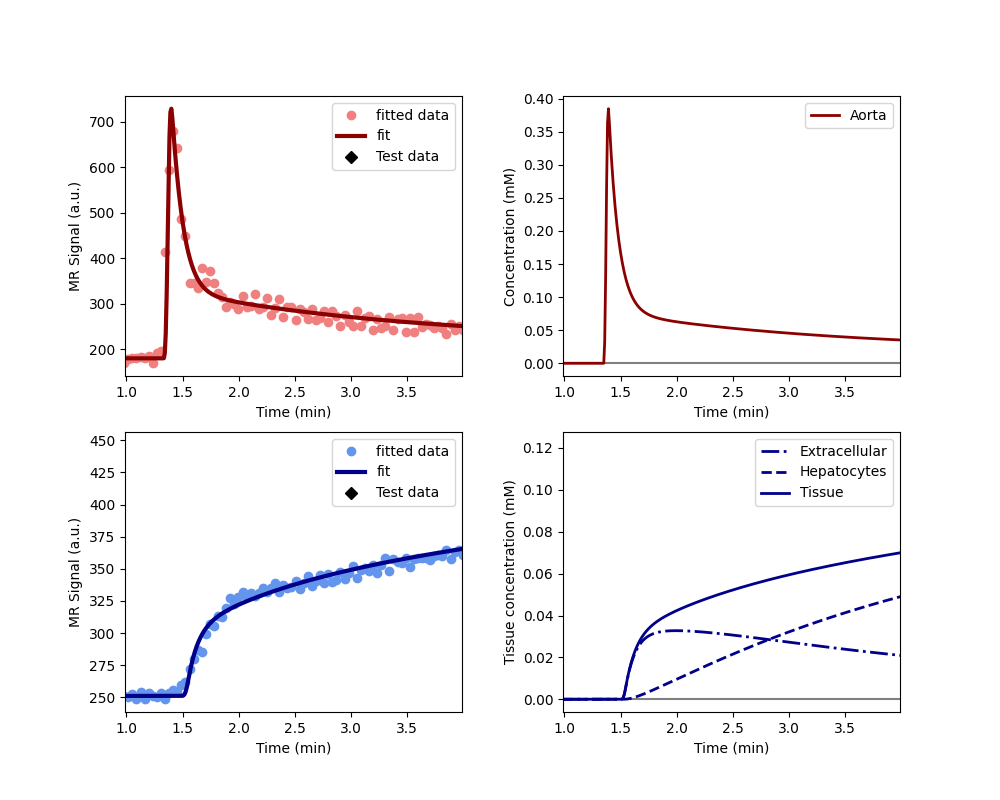 700
600
500
400
300
200
MR Signal (a.u.)
1.0 1.5 2.0 2.5 3.0 3.5
Time (min)
fitted data
fit
Test data
0.40
0.35
0.30
0.25
0.20
0.15
0.10
0.05
0.00
Concentration (mM)
1.0 1.5 2.0 2.5 3.0 3.5
Time (min)
Aorta
450
425
400
375
350
325
300
275
250
MR Signal (a.u.)
1.0 1.5 2.0 2.5 3.0 3.5
Time (min)
fitted data
fit
Test data
0.12
0.10
0.08
0.06
0.04
0.02
0.00
Tissue concentration (mM)
1.0 1.5 2.0 2.5 3.0 3.5
Time (min)
Extracellular
Hepatocytes
Tissue